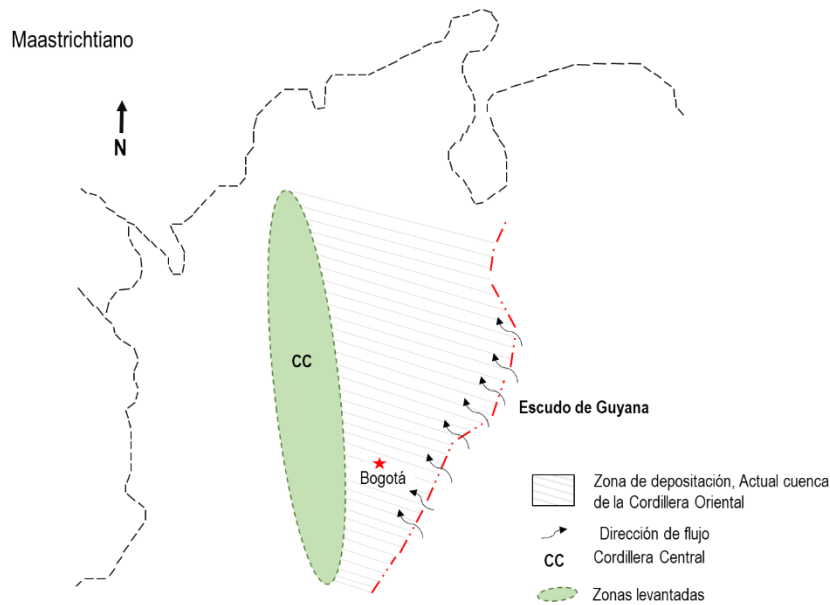 Maastrichtiano
N
CC
Escudo de Guyana
Bogotá
Zona de depositación, Actual cuenca
de la Cordillera Oriental
Dirección de flujo
CC Cordillera Central
Zonas levantadas